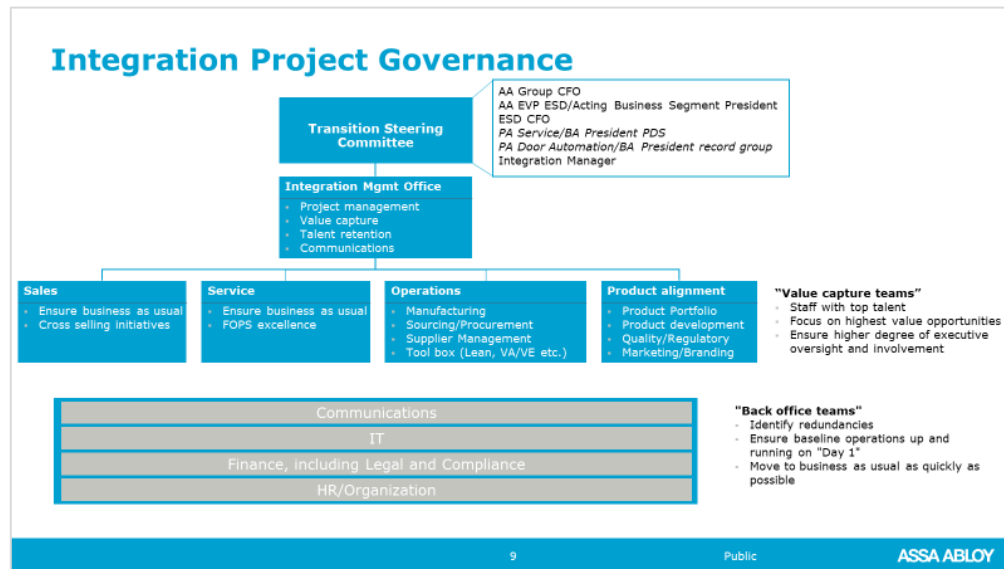 Integration Project Governance
Transition Steering
Committee
AA Group CFO
AA EVP ESD/Acting Business Segment President
ESD CFO
PA Service/BA President PDS
PA Door Automation/BA President record group
Integration Manager
Integration Mgmt Office
Project management
Value capture
Talent retention
Communications
Sales
Ensure business as usual
Cross selling initiatives
Service
Ensure business as usual
FOPS excellence
Operations
Manufacturing
Sourcing/Procurement
Supplier Management
Tool box (Lean, VA/VE etc.)
Product alignment
Product Portfolio
Product development
Quality/Regulatory
Marketing/Branding
"Value capture teams"
Staff with top talent
Focus on highest value opportunities
Ensure higher degree of executive
oversight and involvement
Communications
IT
Finance, including Legal and Compliance
HR/Organization
"Back office teams"
Identify redundancies
Ensure baseline operations up and
running on "Day 1"
Move to business as usual as quickly as
possible
9
Public
ASSA ABLOY